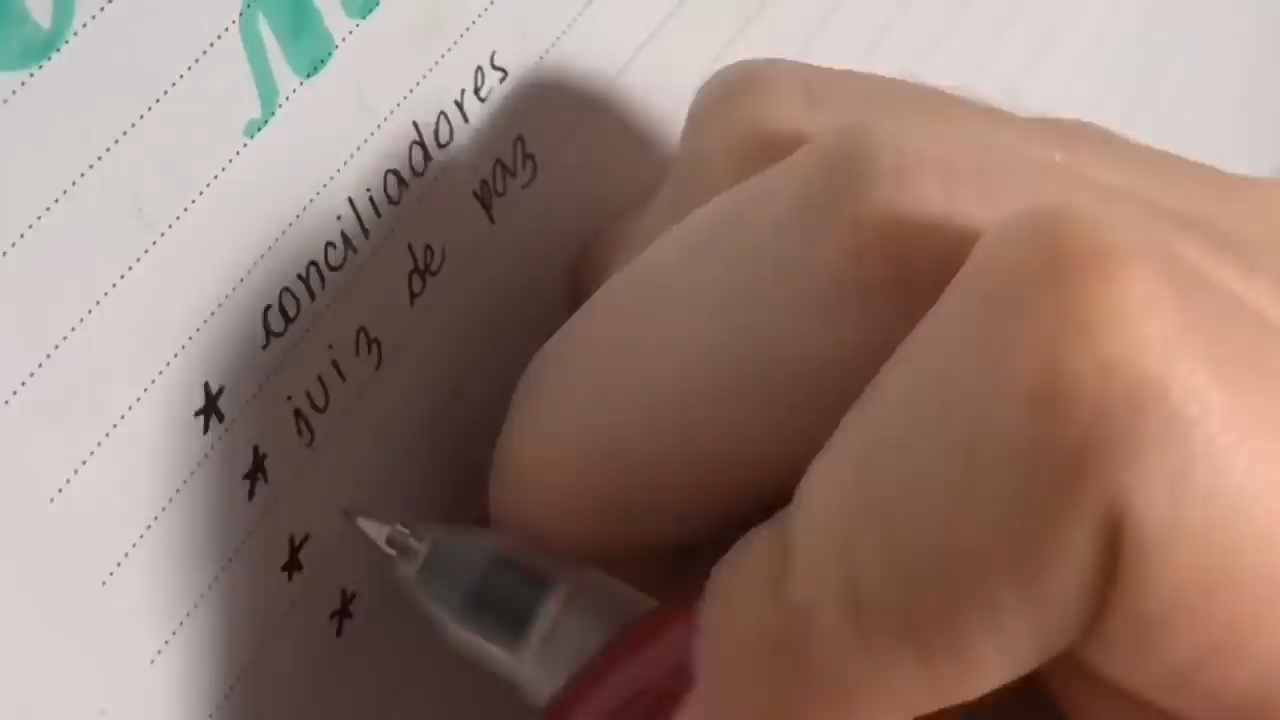 * conciliadores
* juiz de paz
*
*